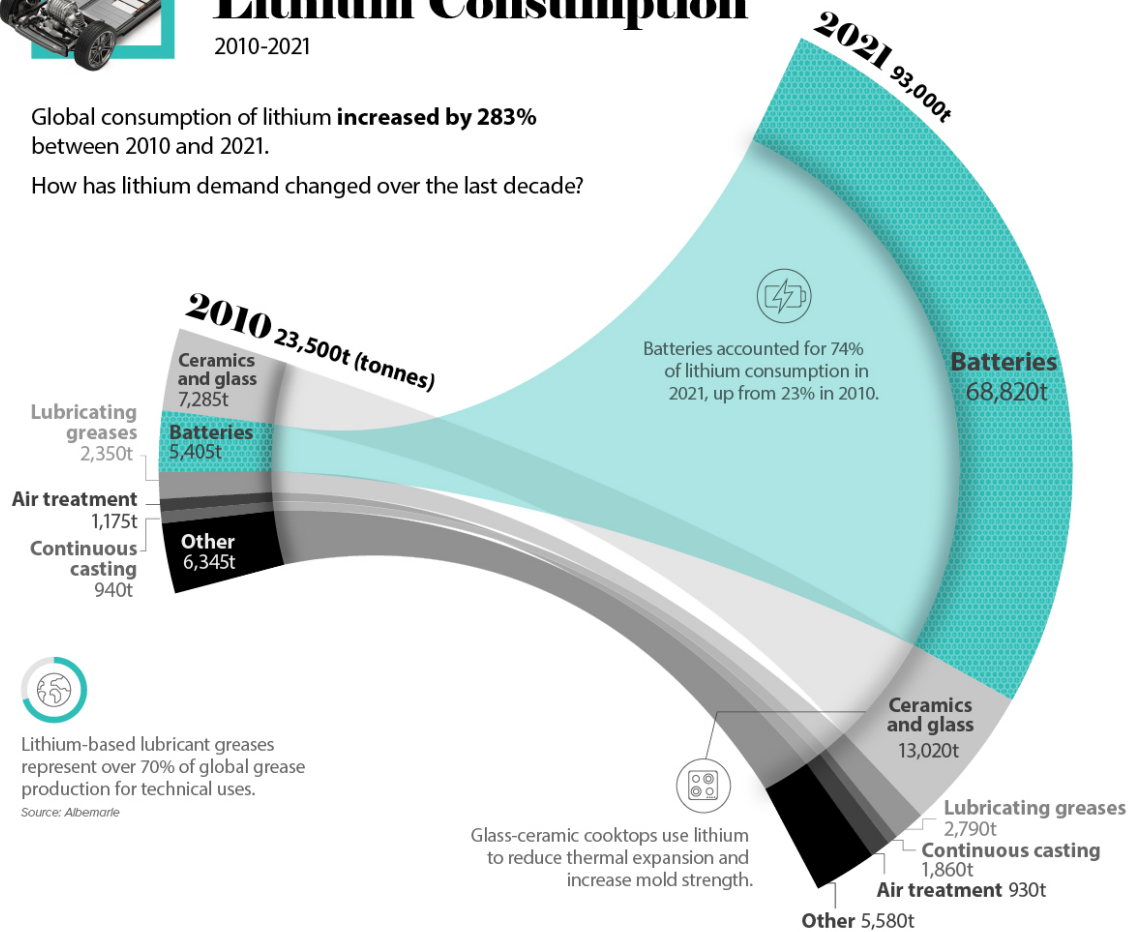 Lithium Consumption
2010-2021
Global consumption of lithium increased by 283%
between 2010 and 2021.
How has lithium demand changed over the last decade?
2021 93,000t
2010 23,500t (tonnes)
Ceramics
and glass
7,285t
Lubricating
greases
2,350t
Batteries
5,405t
Air treatment
1,175t
Continuous
casting
940t
Other
6,345t
Batteries accounted for 74%
of lithium consumption in
2021, up from 23% in 2010.
Batteries
68,820t
Ceramics
and glass
13,020t
Lubricating greases
2,790t
Continuous casting
1,860t
Air treatment 930t
Other 5,580t
Lithium-based lubricant greases
represent over 70% of global grease
production for technical uses.
Source: Albemarle
Glass-ceramic cooktops use lithium
to reduce thermal expansion and
increase mold strength.